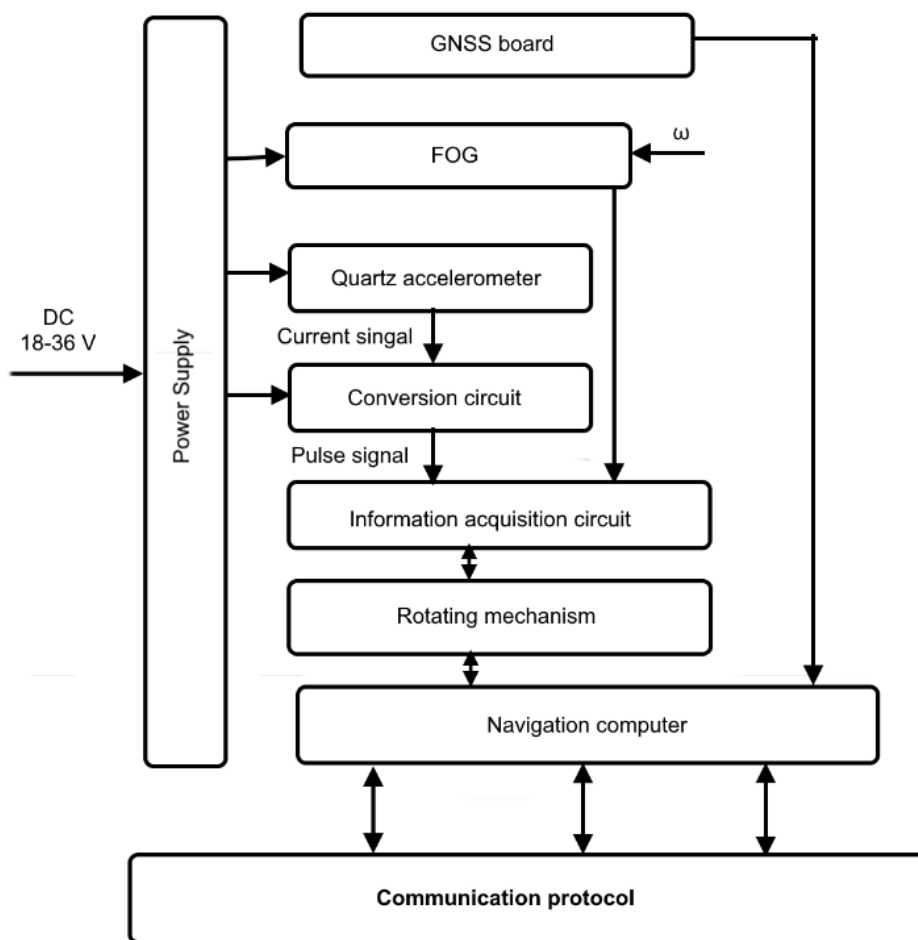 GNSS board
FOG
ω
Quartz accelerometer
DC
18-36 V
Current singal
Power Supply
Conversion circuit
Pulse signal
Information acquisition circuit
Rotating mechanism
Navigation computer
Communication protocol